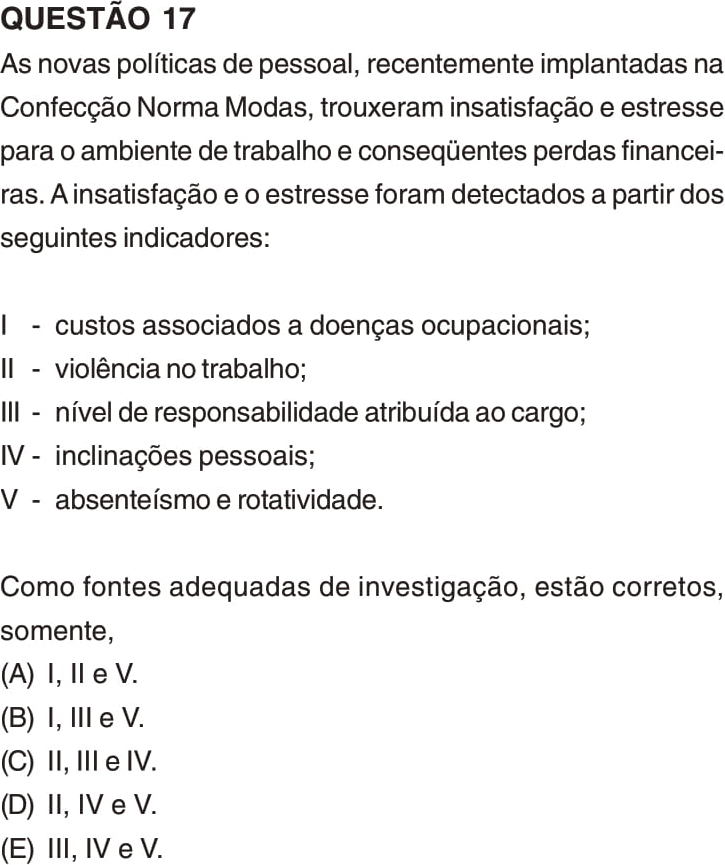 QUESTÃO 17
As novas políticas de pessoal, recentemente implantadas na
Confecção Norma Modas, trouxeram insatisfação e estresse
para o ambiente de trabalho e conseqüentes perdas financei-
ras. A insatisfação e o estresse foram detectados a partir dos
seguintes indicadores:
I - custos associados a doenças ocupacionais;
II - violência no trabalho;
III - nível de responsabilidade atribuída ao cargo;
IV - inclinações pessoais;
V - absenteísmo e rotatividade.
Como fontes adequadas de investigação, estão corretos,
somente,
(A) I, II e V.
(B) I, III e V.
(C) II, III e IV.
(D) II, IV e V.
(E) III, IV e V.